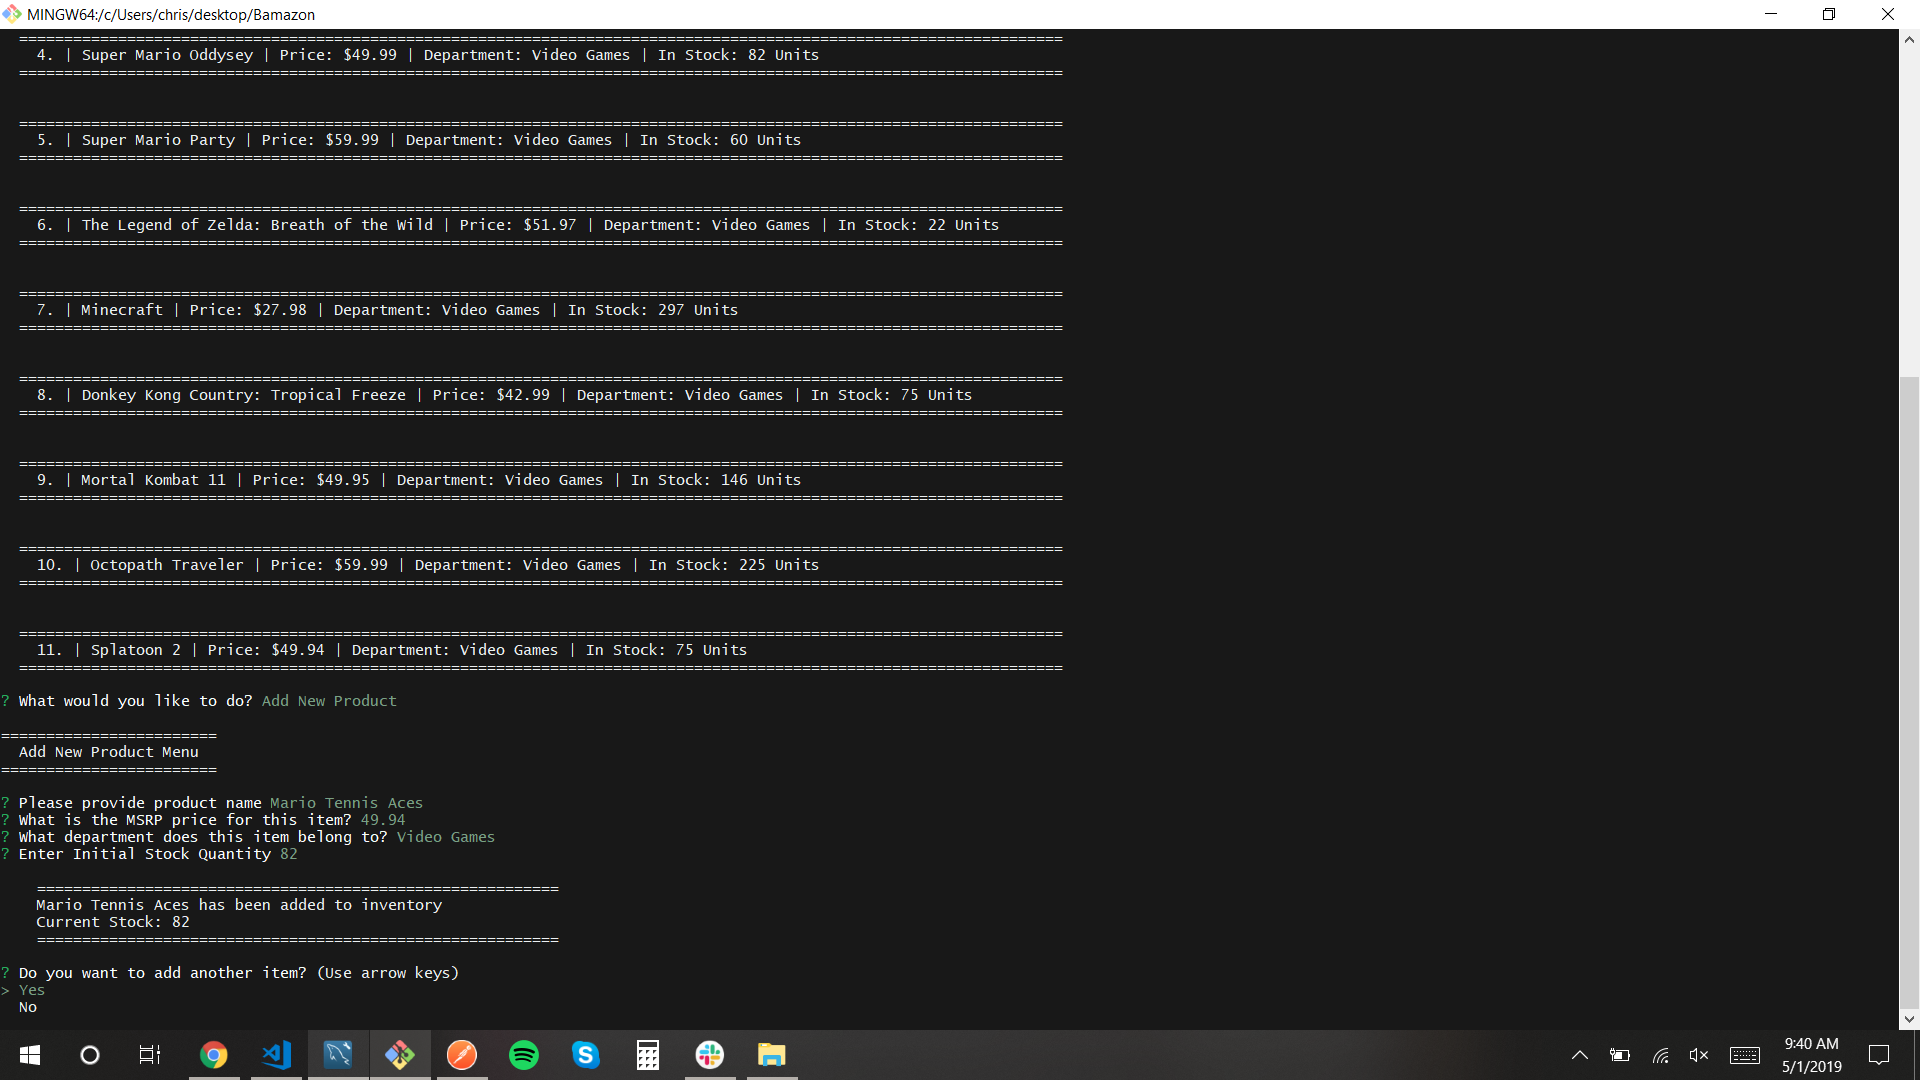 MINGW64:/c/Users/chris/desktop/Bamazon
====================================================================================================================
4. | Super Mario Oddysey | Price: $49.99 | Department: Video Games | In Stock: 82 Units
====================================================================================================================
====================================================================================================================
5. | Super Mario Party | Price: $59.99 | Department: Video Games | In Stock: 60 Units
====================================================================================================================
====================================================================================================================
6. | The Legend of Zelda: Breath of the Wild | Price: $51.97 | Department: Video Games | In Stock: 22 Units
====================================================================================================================
====================================================================================================================
7. | Minecraft | Price: $27.98 | Department: Video Games | In Stock: 297 Units
====================================================================================================================
====================================================================================================================
8. | Donkey Kong Country: Tropical Freeze | Price: $42.99 | Department: Video Games | In Stock: 75 Units
====================================================================================================================
====================================================================================================================
9. | Mortal Kombat 11 | Price: $49.95 | Department: Video Games | In Stock: 146 Units
====================================================================================================================
====================================================================================================================
10. | Octopath Traveler | Price: $59.99 | Department: Video Games | In Stock: 225 Units
====================================================================================================================
====================================================================================================================
11. | Splatoon 2 | Price: $49.94 | Department: Video Games | In Stock: 75 Units
====================================================================================================================
? What would you like to do? Add New Product
========================
Add New Product Menu
========================
? Please provide product name Mario Tennis Aces
? What is the MSRP price for this item? 49.94
? What department does this item belong to? Video Games
? Enter Initial Stock Quantity 82
==========================================================
Mario Tennis Aces has been added to inventory
Current Stock: 82
==========================================================
? Do you want to add another item? (Use arrow keys)
> Yes
No
9:40 AM
5/1/2019